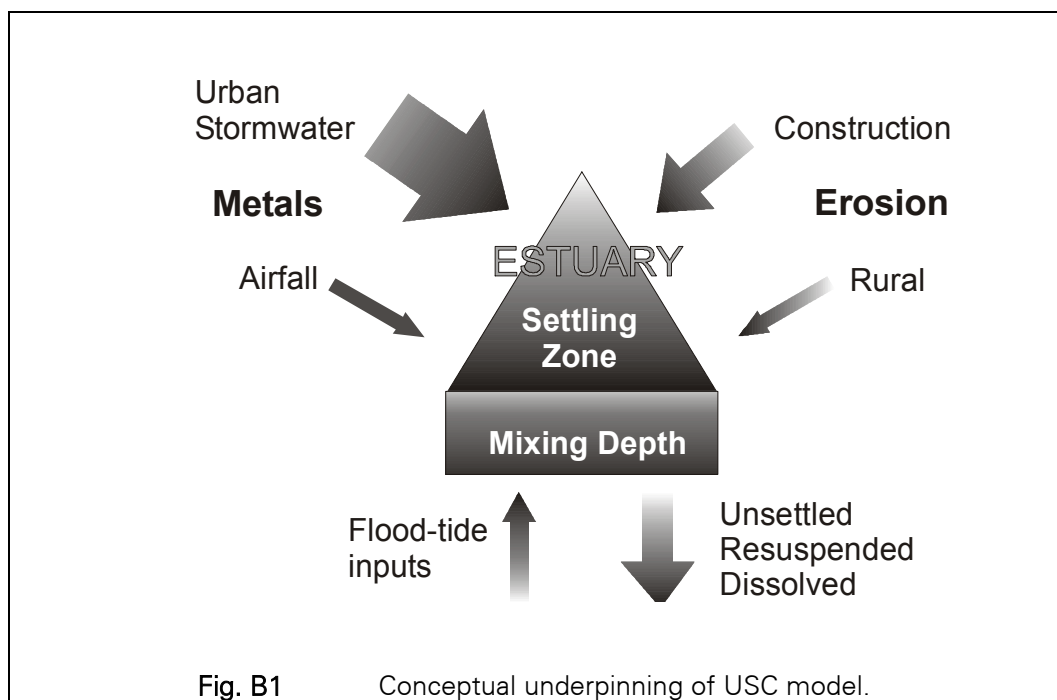 Urban
Stormwater
Construction
Metals
Erosion
Airfall
Rural
ESTUARY
Settling
Zone
Mixing Depth
Flood-tide
inputs
Unsettled
Resuspended
Dissolved
Fig. B1 Conceptual underpinning of USC model.